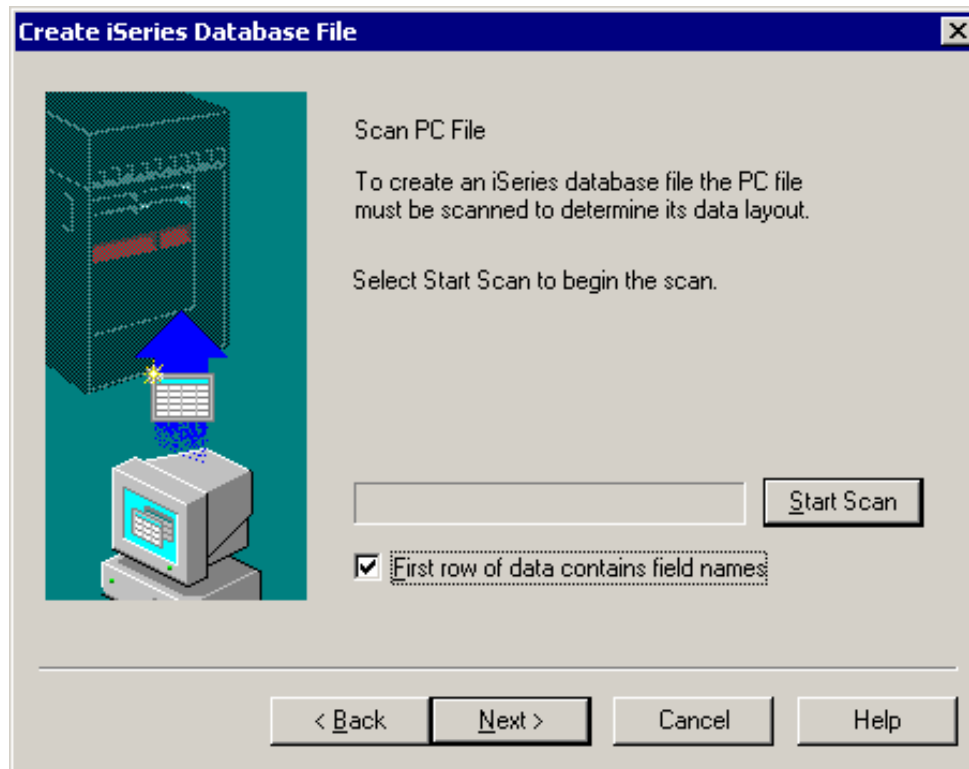 Create iSeries Database File
Scan PC File
To create an iSeries database file the PC file
must be scanned to determine its data layout.
Select Start Scan to begin the scan.
Start Scan
First row of data contains field names
< Back
Next >
Cancel
Help